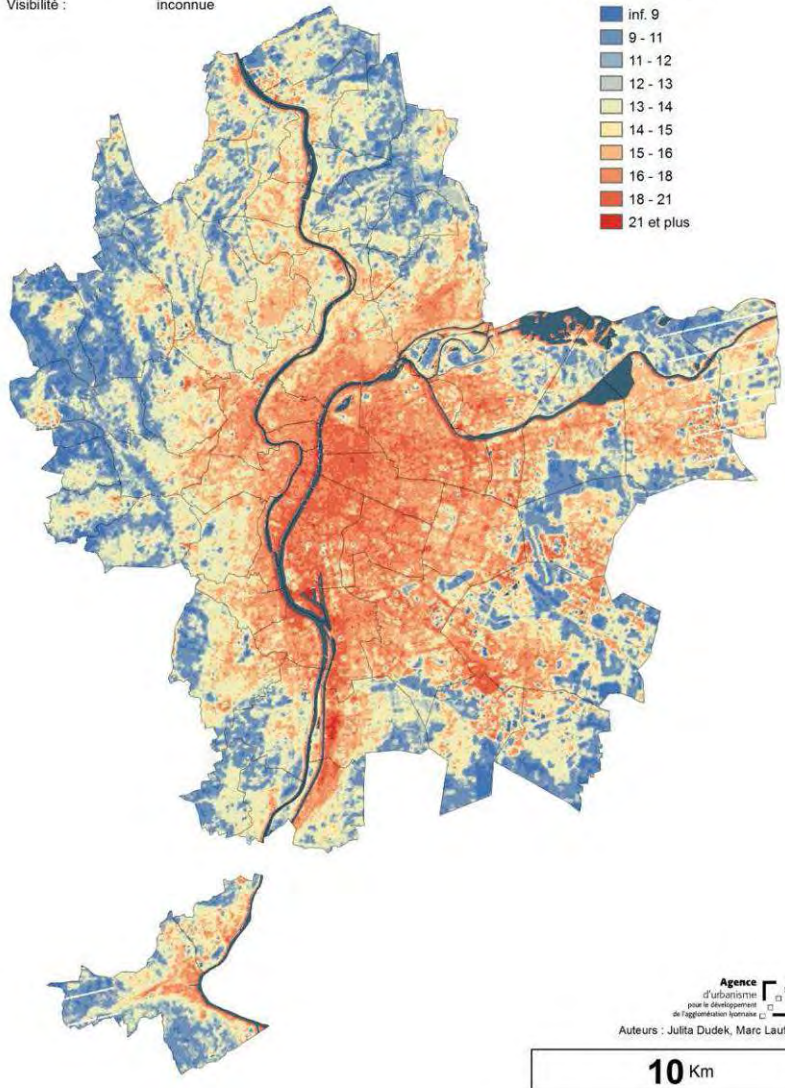 Visibilité : inconnue
inf. 9
9 - 11
11 - 12
12 - 13
13 - 14
14 - 15
15 - 16
16 - 18
18 - 21
21 et plus
Agence
d'urbanisme
pour le développement
de l'agglomération lyonnaise
Auteurs : Julita Dudek, Marc
10 Km